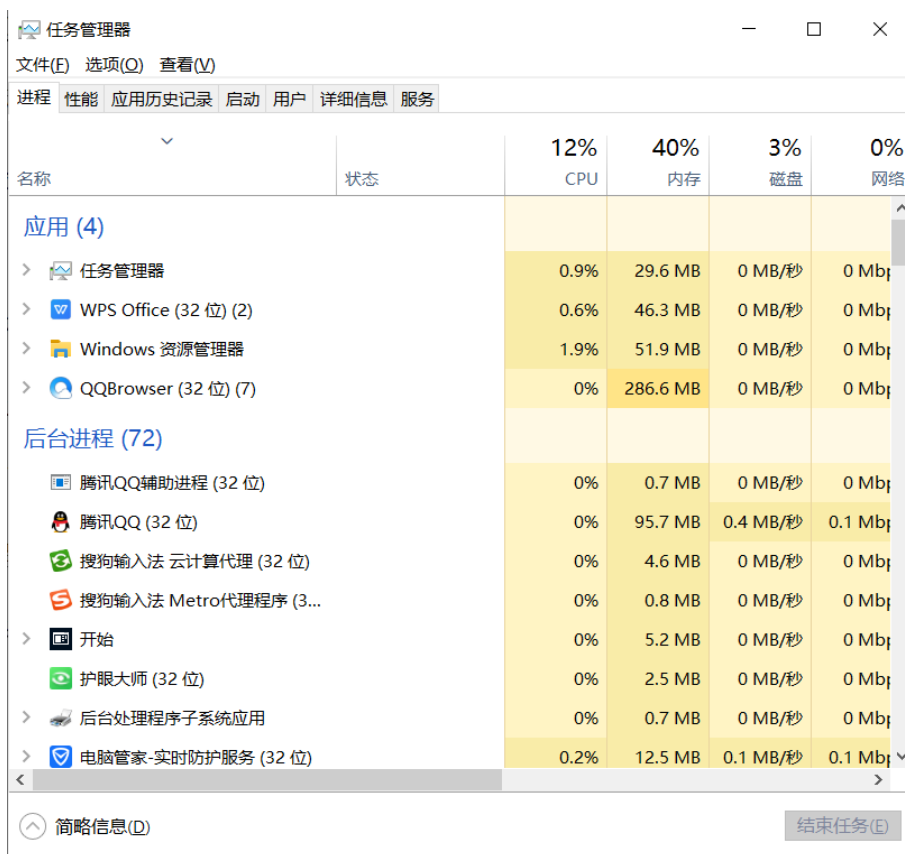 任务管理器
文件(F) 选项(O) 查看(V)
进程 性能 应用历史记录 启动 用户 详细信息 服务
12% 40% 3% 0%
名称 状态 CPU 内存 磁盘 网络
应用 (4)
任务管理器 0.9% 29.6 MB 0 MB/秒 0 Mbp
WPS Office (32 位) (2) 0.6% 46.3 MB 0 MB/秒 0 Mbp
Windows 资源管理器 1.9% 51.9 MB 0 MB/秒 0 Mbp
QQBrowser (32 位) (7) 0% 286.6 MB 0 MB/秒 0 Mbp
后台进程 (72)
腾讯QQ辅助进程 (32 位) 0% 0.7 MB 0 MB/秒 0 Mbp
腾讯QQ (32 位) 0% 95.7 MB 0.4 MB/秒 0.1 Mbp
搜狗输入法 云计算代理 (32 位) 0% 4.6 MB 0 MB/秒 0 Mbp
搜狗输入法 Metro代理程序 (3... 0% 0.8 MB 0 MB/秒 0 Mbp
开始 0% 5.2 MB 0 MB/秒 0 Mbp
护眼大师 (32 位) 0% 2.5 MB 0 MB/秒 0 Mbp
后台处理程序子系统应用 0% 0.7 MB 0 MB/秒 0 Mbp
电脑管家-实时防护服务 (32 位) 0.2% 12.5 MB 0.1 MB/秒 0.1 Mbp
简略信息(D) 结束任务(E)